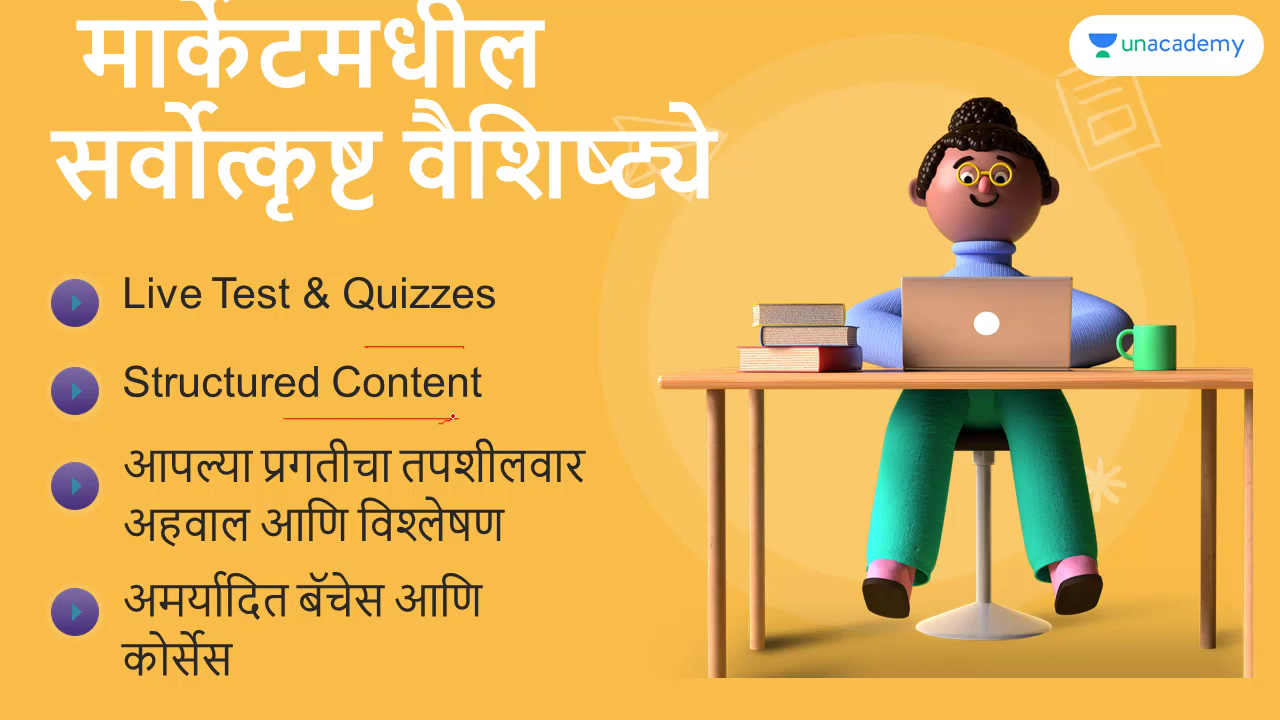 मार्केटमधील
unacademy
सर्वोत्कृष्ट वैशिष्ट्ये
Live Test & Quizzes
Structured Content
आपल्या प्रगतीचा तपशीलवार
अहवाल आणि विश्लेषण
अमर्यादित बॅचेस आणि
कोर्सेस